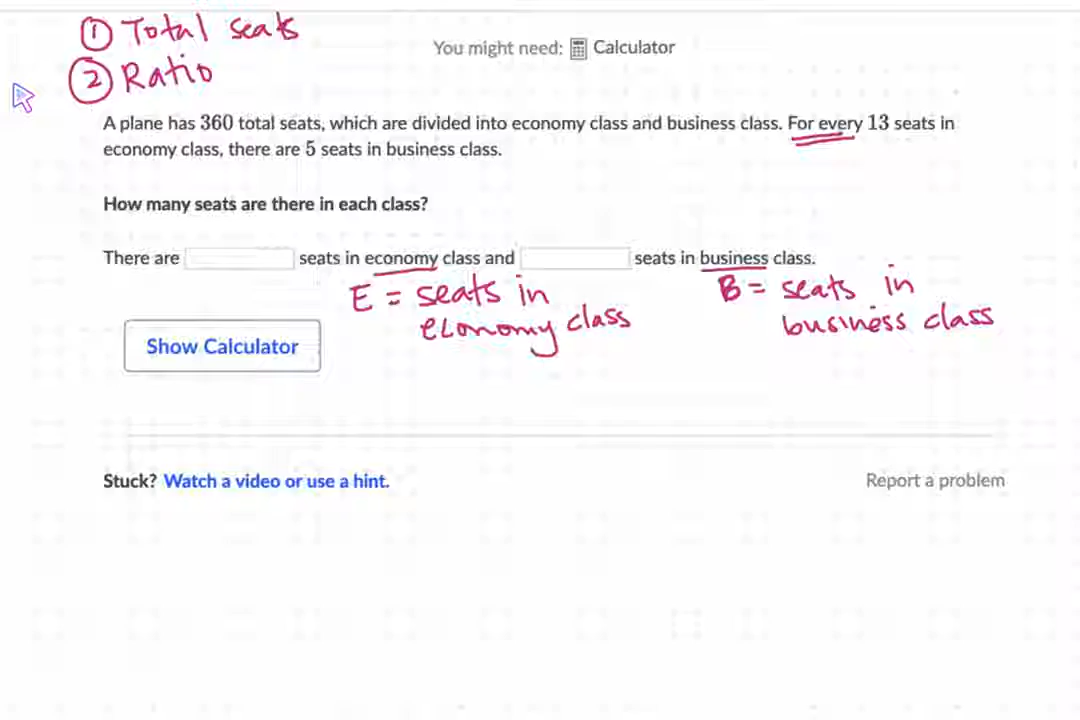 ① Total seats
② Ratio
You might need: Calculator
A plane has 360 total seats, which are divided into economy class and business class. For every 13 seats in
economy class, there are 5 seats in business class.
How many seats are there in each class?
There are seats in economy class and seats in business class.
E = seats in
economy class
B = seats in
business class
Show Calculator
Stuck? Watch a video or use a hint.
Report a problem